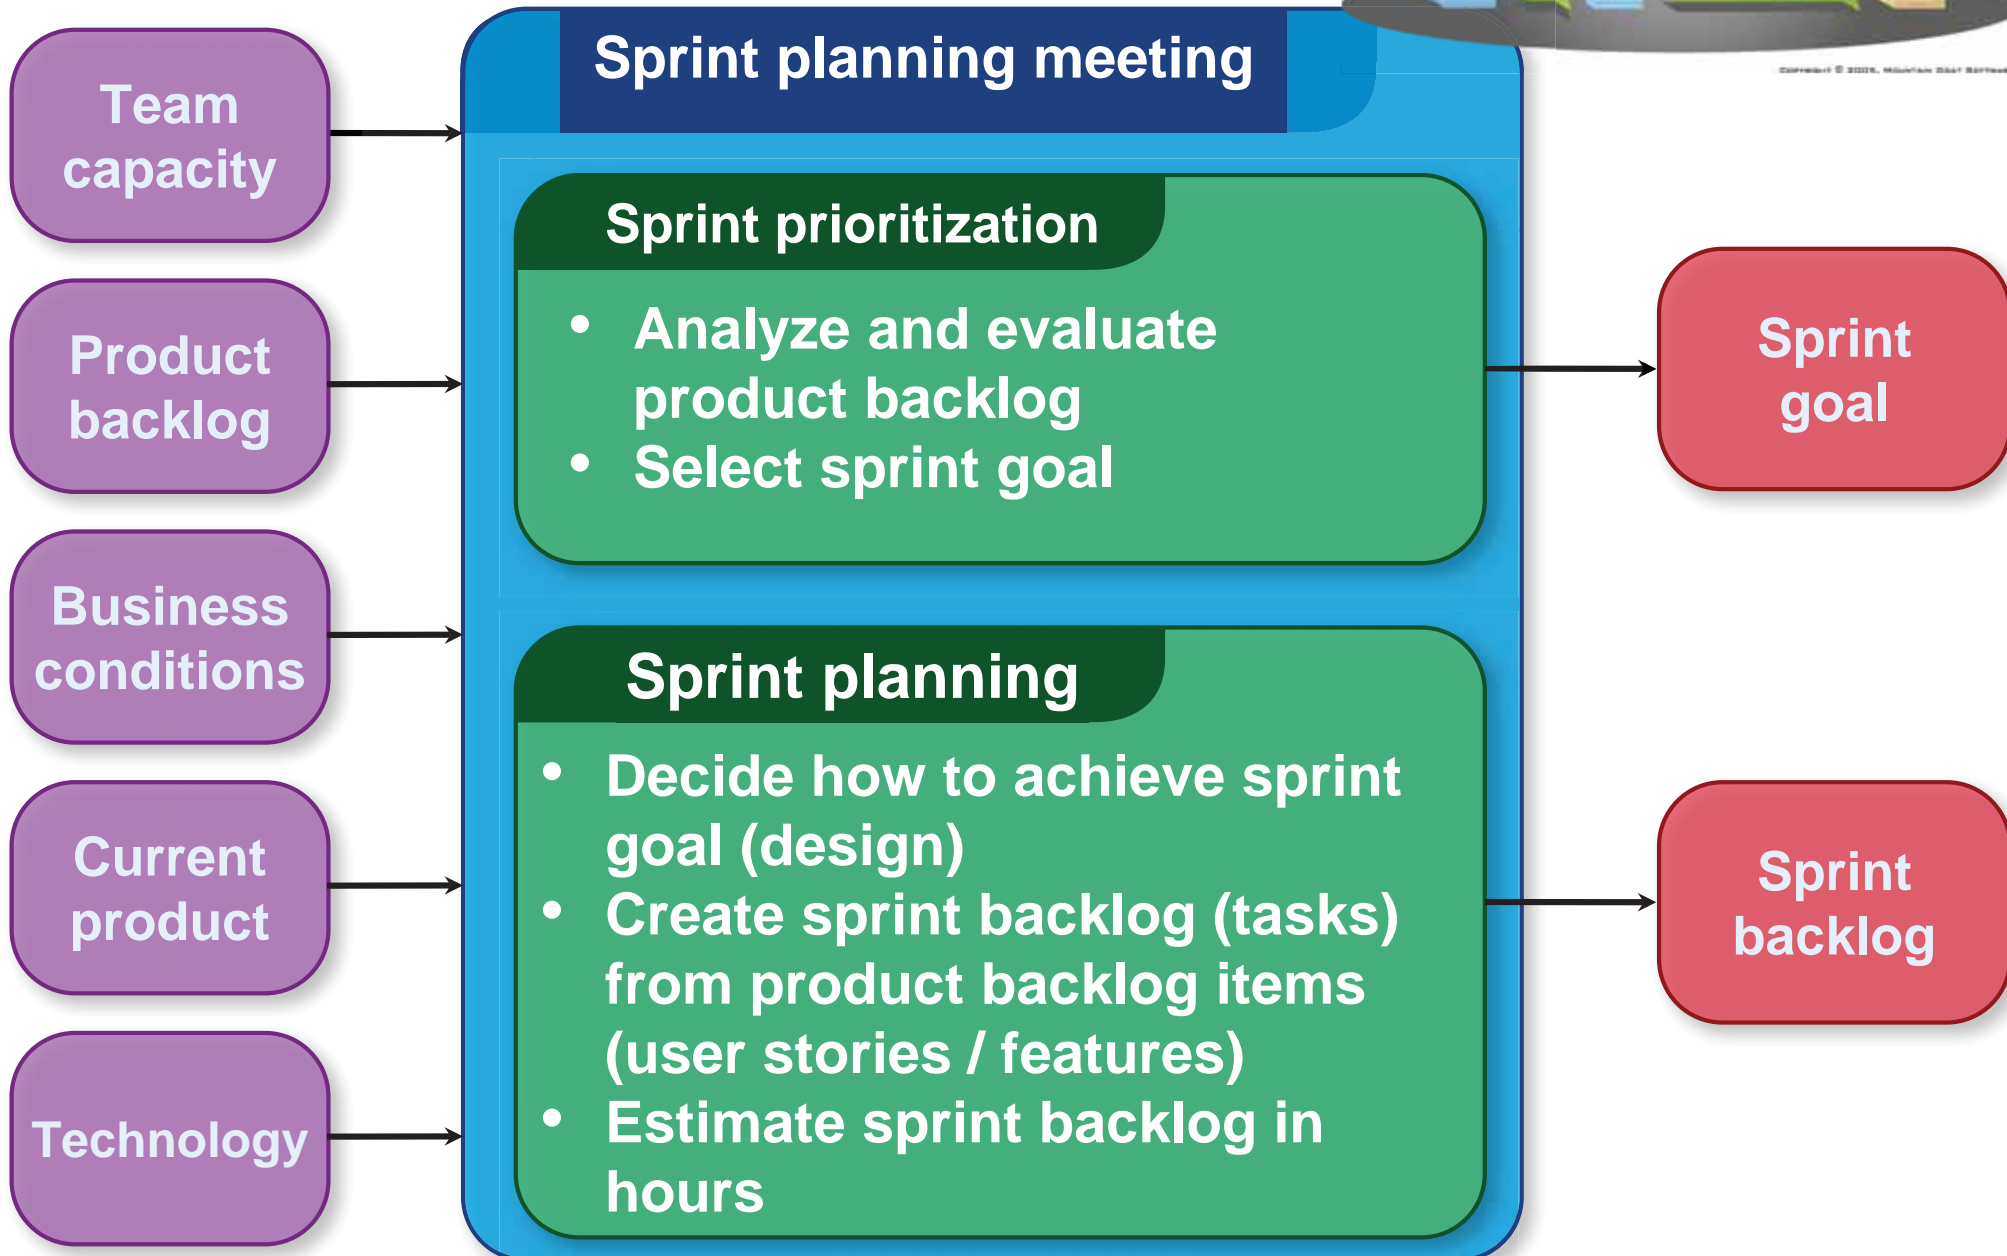 Sprint planning meeting
Team
capacity
Product
backlog
Business
conditions
Current
product
Technology
Sprint prioritization
• Analyze and evaluate
product backlog
• Select sprint goal
Sprint planning
• Decide how to achieve sprint
goal (design)
• Create sprint backlog (tasks)
from product backlog items
(user stories / features)
• Estimate sprint backlog in
hours
Sprint
goal
Sprint
backlog